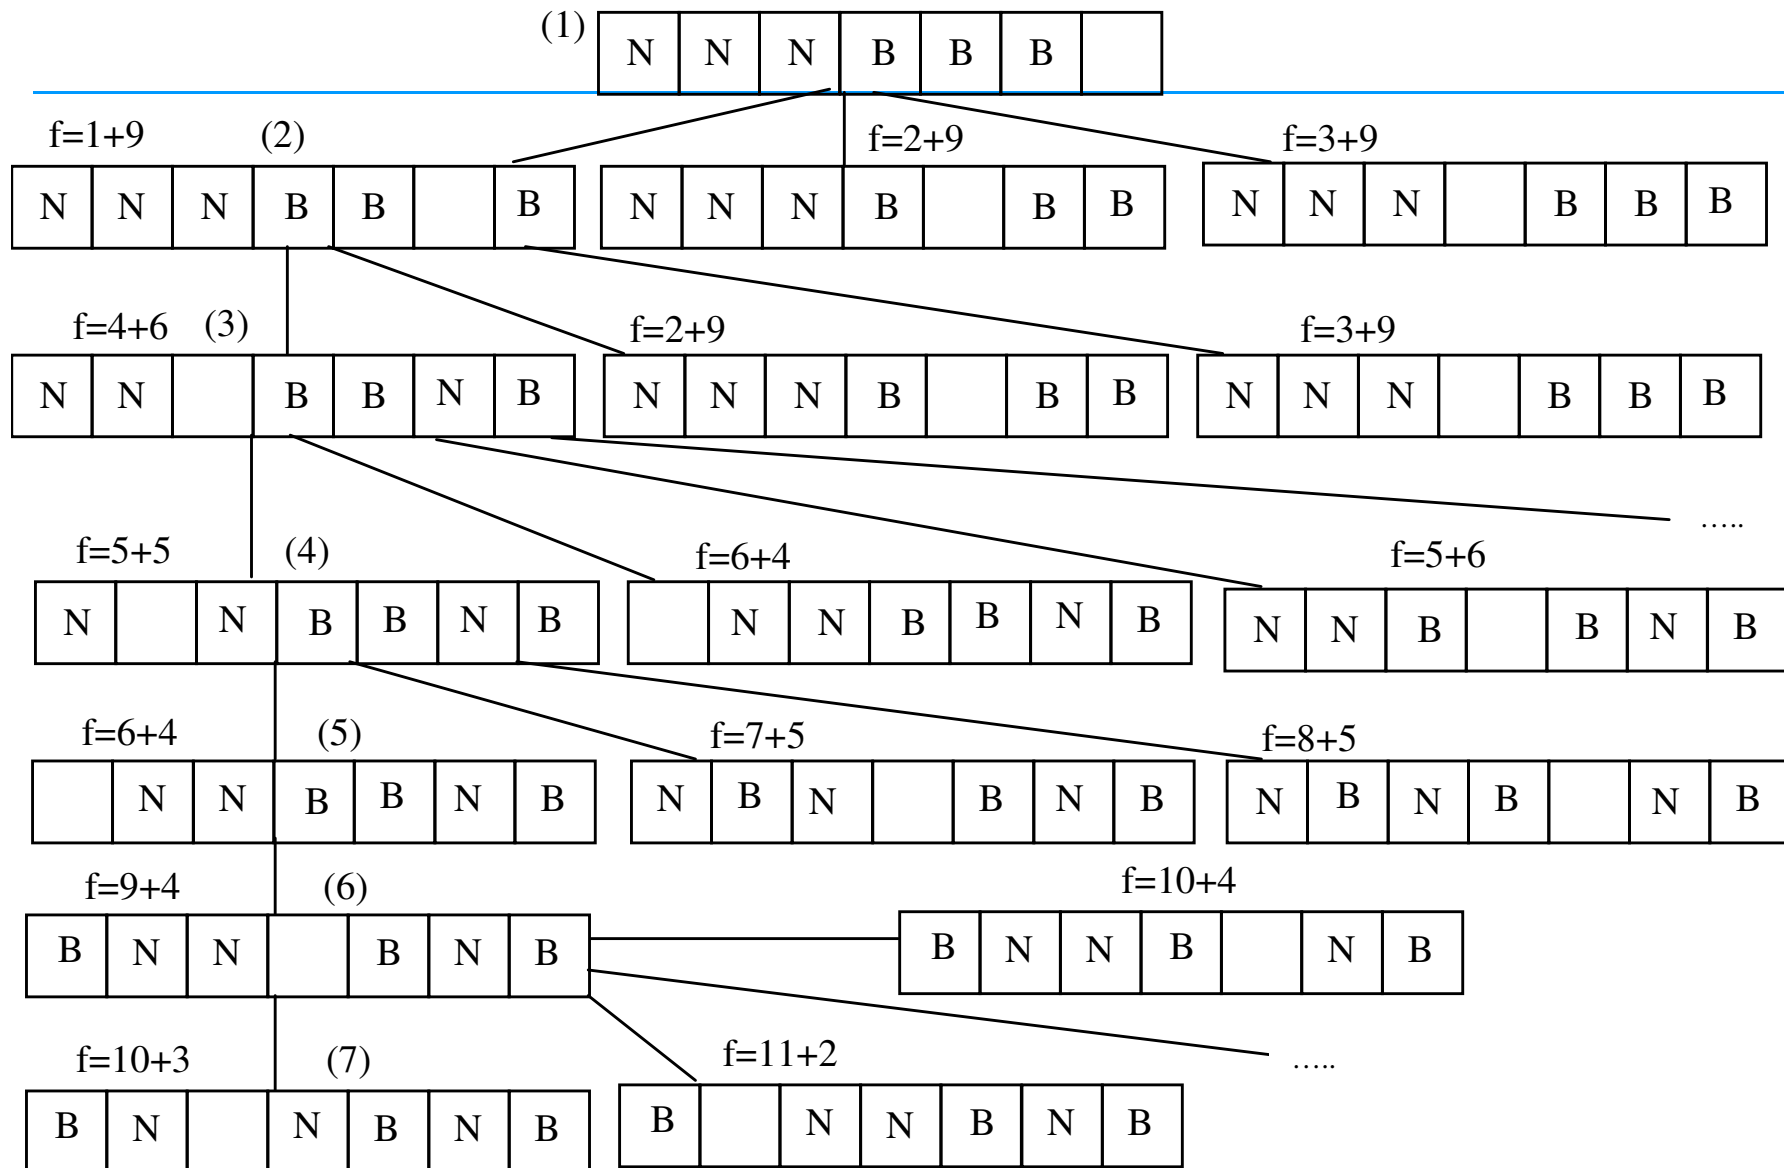 (1) N N N B B B
f=1+9 (2) f=2+9 f=3+9
N N N B B B N N N B B B N N N B B B
f=4+6 (3) f=2+9 f=3+9
N N B B N B N N N B B B N N N B B B
.....
f=5+5 (4) f=6+4 f=5+6
N N B B N B N N B B N B N N B B N B
f=6+4 (5) f=7+5 f=8+5
N N B B N B N B N B N B N B N B N B
f=9+4 (6) f=10+4
B N N B N B B N N B N B
f=10+3 (7) f=11+2 .....
B N N B N B B N N B N B